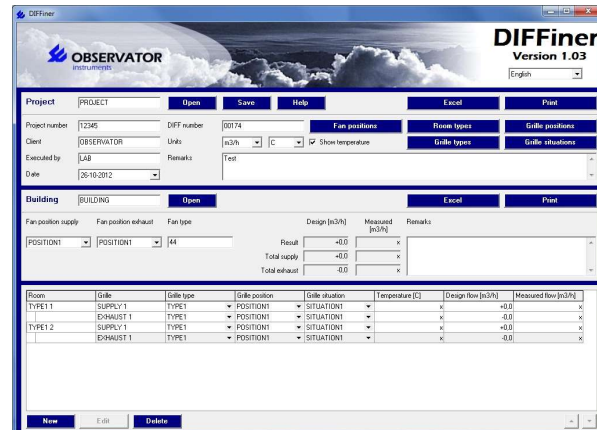 DIFFiner
DIFFiner
OBSERVATOR
instruments
Version 1.03
English
Project PROJECT Open Save Help Excel Print
Project number 12345 DIFF number 00174 Fan positions Room types Grille positions
Client OBSERVATOR Units m3/h C Show temperature Grille types Grille situations
Executed by LAB Remarks Test
Date 26-10-2012
Building BUILDING Open Excel Print
Fan position supply Fan position exhaust Fan type Design [m3/h] Measured [m3/h] Remarks
POSITION1 POSITION1 44 Result +0,0 x
Total supply +0,0 x
Total exhaust -0,0 x
Room Grille Grille type Grille position Grille situation Temperature [C] Design flow [m3/h] Measured flow [m3/h]
TYPE1 1 SUPPLY 1 TYPE1 POSITION1 SITUATION1 x +0,0 x
EXHAUST 1 TYPE1 POSITION1 SITUATION1 x -0,0 x
TYPE1 2 SUPPLY 1 TYPE1 POSITION1 SITUATION1 x +0,0 x
EXHAUST 1 TYPE1 POSITION1 SITUATION1 x -0,0 x
New Edit Delete